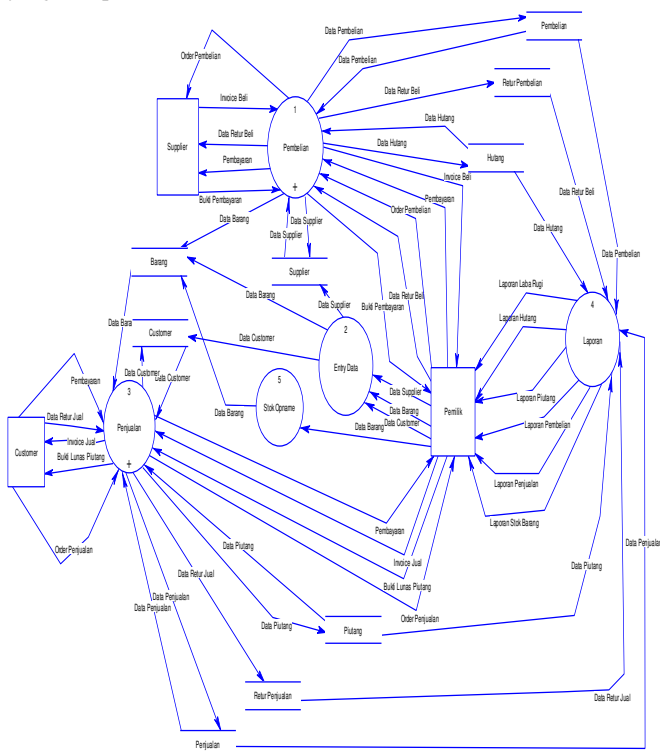 Pembelian
Data Pembelian
Order Pembelian
Data Pembelian
Retur Pembelian
Data Retur Beli
Invoice Beli
1
Data Hutang
Data Retur Beli
Supplier
Pembelian
Data Hutang
Hutang
Pembayaran
Invoice Beli
+
Bukti Pembayaran
Pembayaran
Data Retur Beli
Order Pembelian
Data Barang
Data Supplier
Data Hutang
Data Supplier
Data Pembelian
Barang
Supplier
Laporan Laba Rugi
Data Barang
Data Retur Beli
Bukti Pembayaran
4
Data Supplier
Laporan Hutang
Data Bara
Customer
2
Data Customer
Laporan
Entry Data
Data Customer
Data Customer
5
Pembayaran
3
Data Supplier
Laporan Piutang
Stok Opname
Data Barang
Pemilik
Data Retur Jual
Data Barang
Data Customer
Laporan Pembelian
Penjualan
Data Barang
Invoice Jual
Customer
Bukti Lunas Piutang
+
Laporan Penjualan
Laporan Stok Barang
Pembayaran
Order Penjualan
Data Piutang
Data Penjualan
Invoice Jual
Data Retur Jual
Data Piutang
Bukti Lunas Piutang
Data Penjualan
Data Penjualan
Order Penjualan
Data Piutang
Piutang
Retur Penjualan
Data Retur Jual
Penjualan